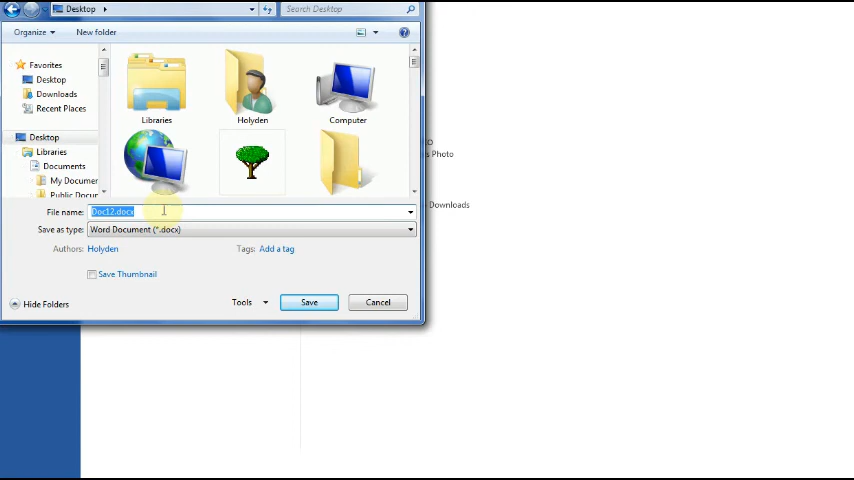 Desktop
Search Desktop
Organize
New folder
Favorites
Desktop
Downloads
Recent Places
Desktop
Libraries
Documents
My Documer
Public Docur
Libraries
Holyden
Computer
File name: Doc12.docx
Save as type: Word Document (*.docx)
Authors: Holyden
Tags: Add a tag
Save Thumbnail
Hide Folders
Tools
Save
Cancel
s Photo
Downloads